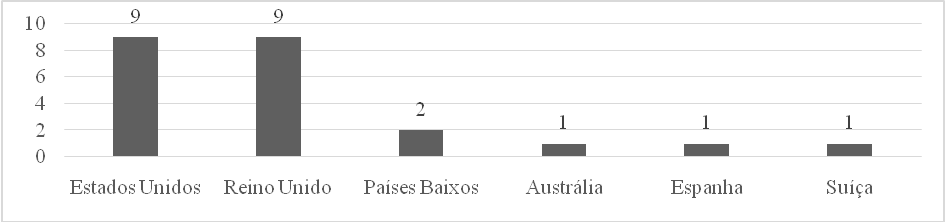 10
8
6
4
2
0
9
9
2
1
1
1
Estados Unidos
Reino Unido
Países Baixos
Austrália
Espanha
Suíça